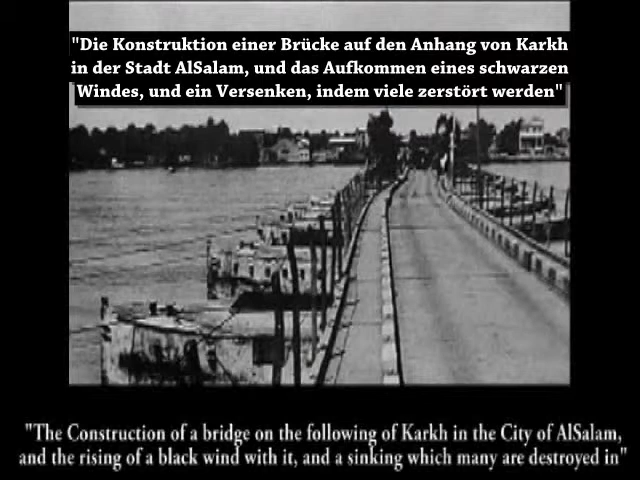 "Die Konstruktion einer Brücke auf den Anhang von Karkh
in der Stadt AlSalam, und das Aufkommen eines schwarzen
Windes, und ein Versenken, indem viele zerstört werden"
"The Construction of a bridge on the following of Karkh in the City of AlSalam,
and the rising of a black wind with it, and a sinking which many are destroyed in"